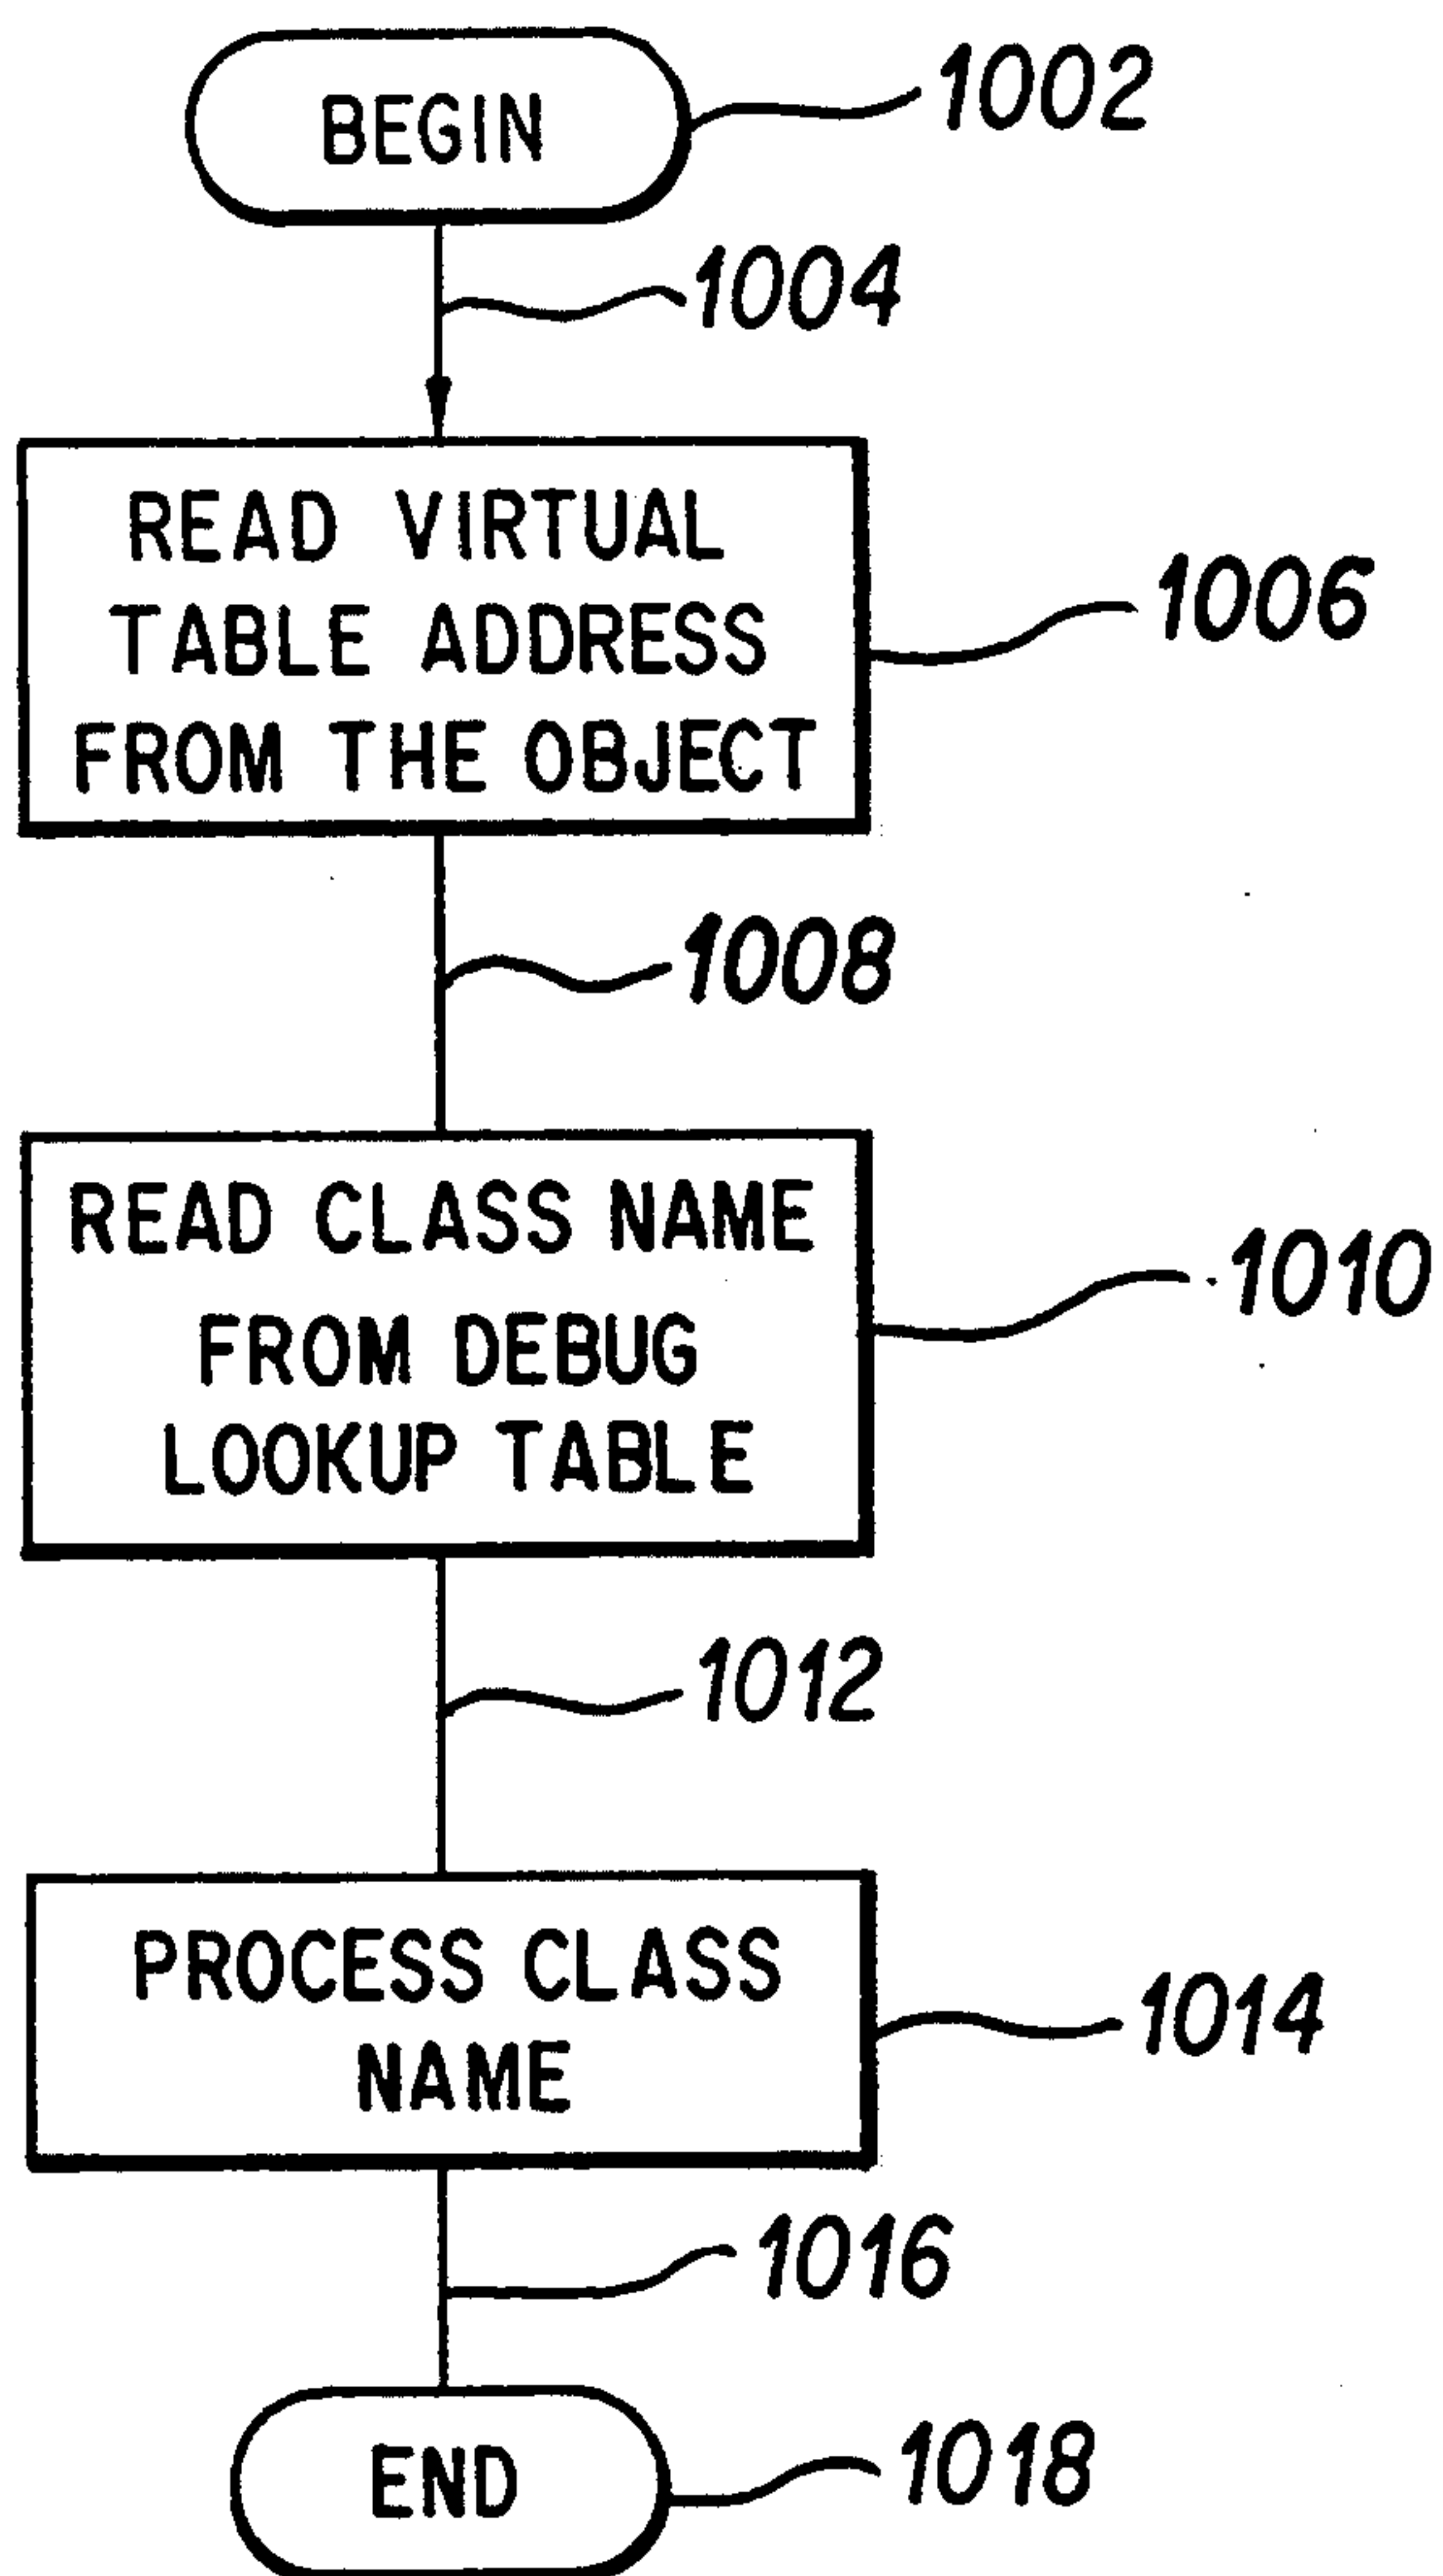 BEGIN
1002
1004
READ VIRTUAL
TABLE ADDRESS
FROM THE OBJECT
1006
1008
READ CLASS NAME
FROM DEBUG
LOOKUP TABLE
1010
1012
PROCESS CLASS
NAME
1014
1016
END
1018